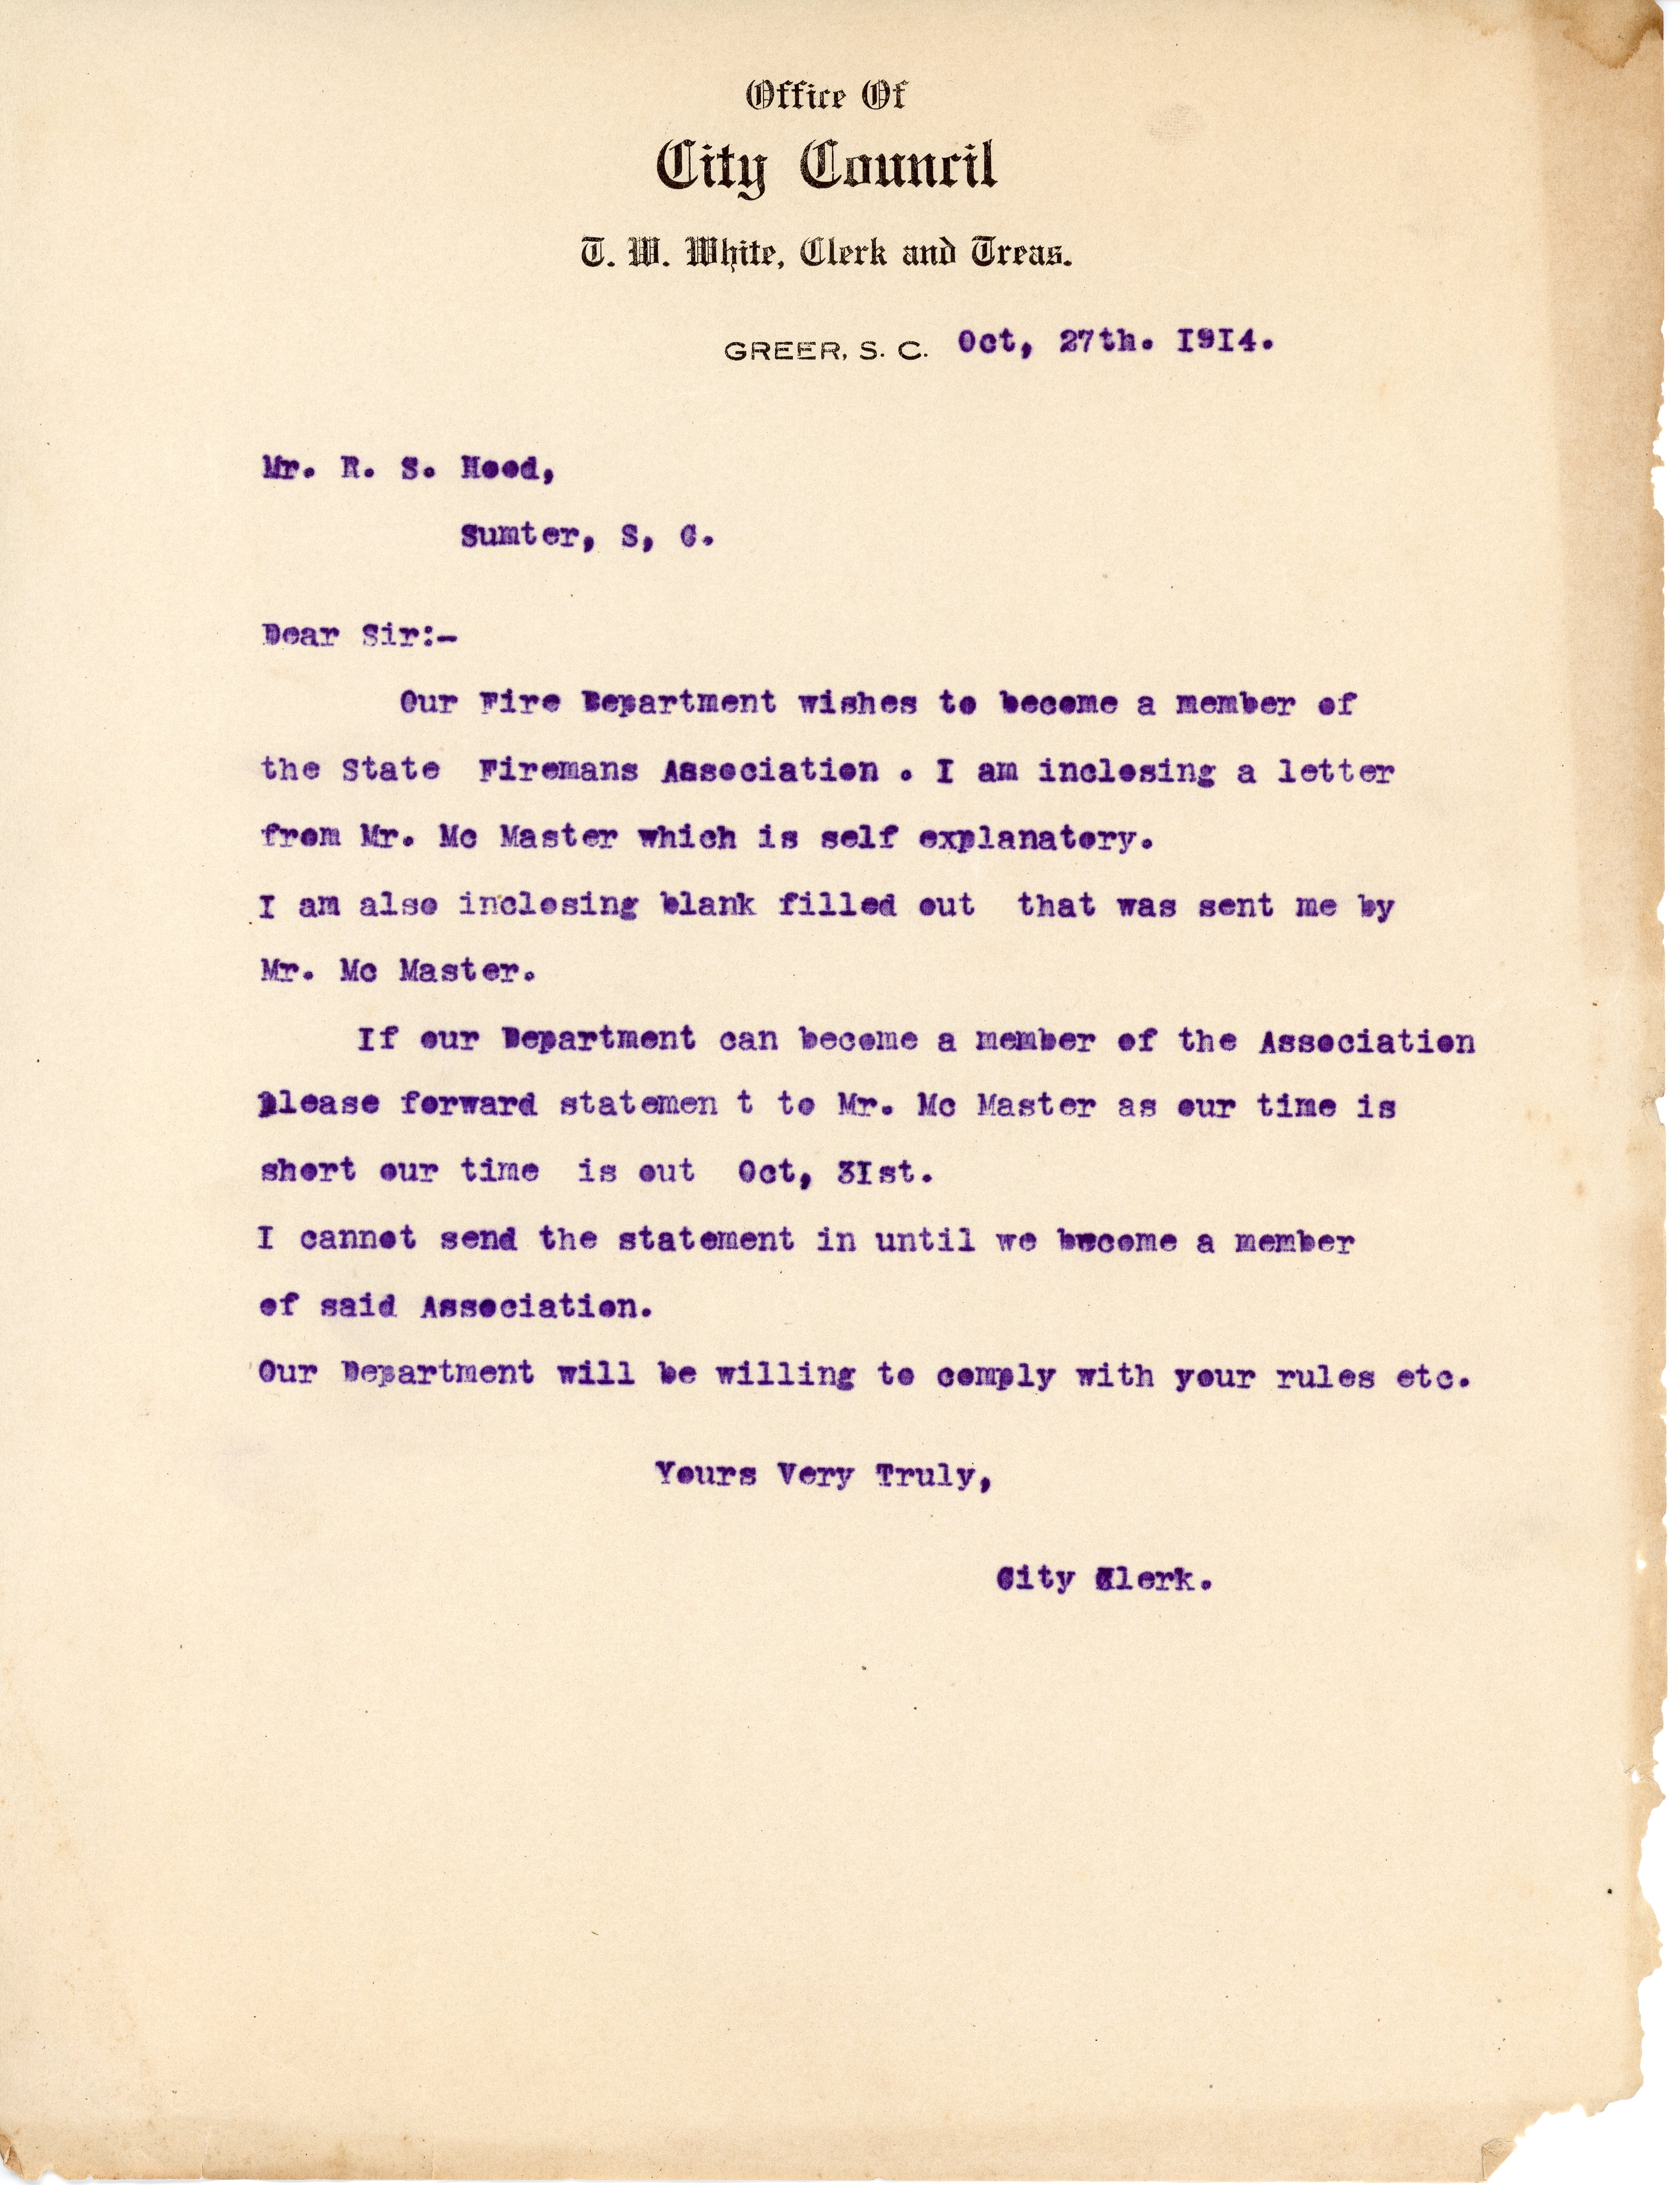 Office Of
City Council
T. W. White, Clerk and Treas.
GREER, S. C. Oct, 27th. I9I4.
Mr. R. S. Hood,
Sumter, S, C.
Dear Sir:-
Our Fire Department wishes to become a member of
the State Firemans Association . I am inclosing a letter
from Mr. Mc Master which is self explanatory.
I am also inclosing blank filled out that was sent me by
Mr. Mc Master.
If our Department can become a member of the Association
please forward statemen t to Mr. Mc Master as our time is
short our time is out Oct, 3Ist.
I cannot send the statement in until we become a member
of said Association.
Our Department will be willing to comply with your rules etc.
Yours Very Truly,
City Clerk.